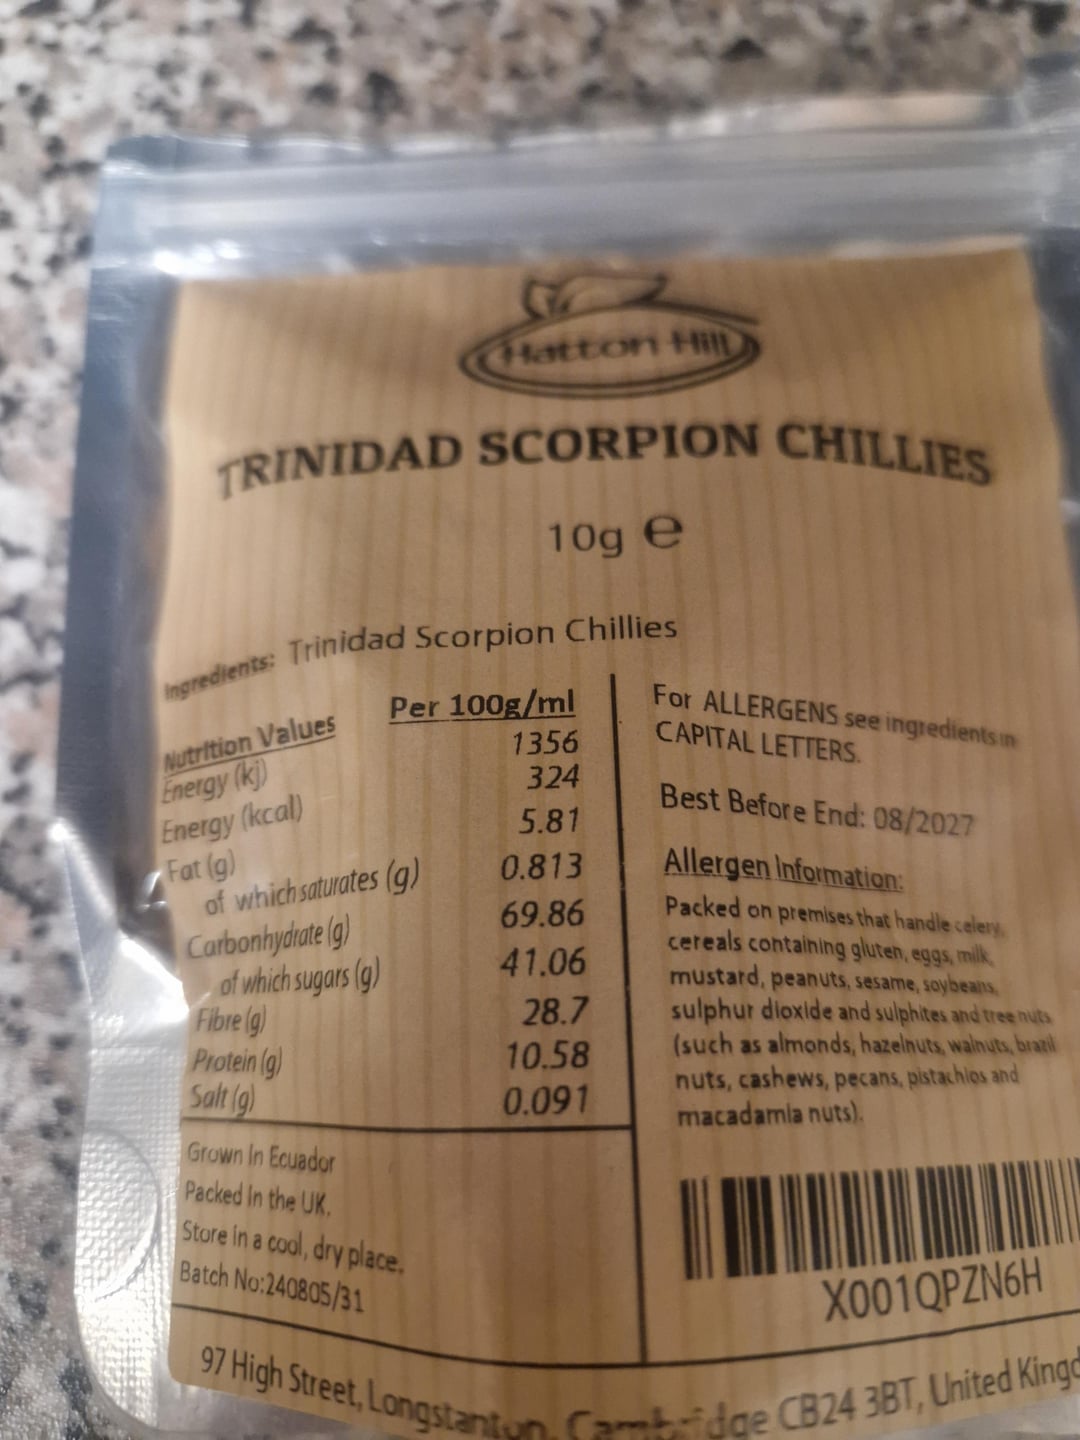 Hatton Hill
TRINIDAD SCORPION CHILLIES
10g ℮
Ingredients: Trinidad Scorpion Chillies
Nutrition Values Per 100g/ml
Energy (kj) 1356
Energy (kcal) 324
Fat (g) 5.81
of which saturates (g) 0.813
Carbonhydrate (g) 69.86
of which sugars (g) 41.06
Fibre (g) 28.7
Protein (g) 10.58
Salt (g) 0.091
Grown In Ecuador
Packed In the UK.
Store in a cool, dry place.
Batch No:240805/31
For ALLERGENS see ingredients in
CAPITAL LETTERS.
Best Before End: 08/2027
Allergen Information:
Packed on premises that handle celery,
cereals containing gluten, eggs, milk,
mustard, peanuts, sesame, soybeans,
sulphur dioxide and sulphites and tree nuts
(such as almonds, hazelnuts, walnuts, brazil
nuts, cashews, pecans, pistachios and
macadamia nuts).
X001QPZN6H
97 High Street, Longstanton, Cambridge CB24 3BT, United Kingd